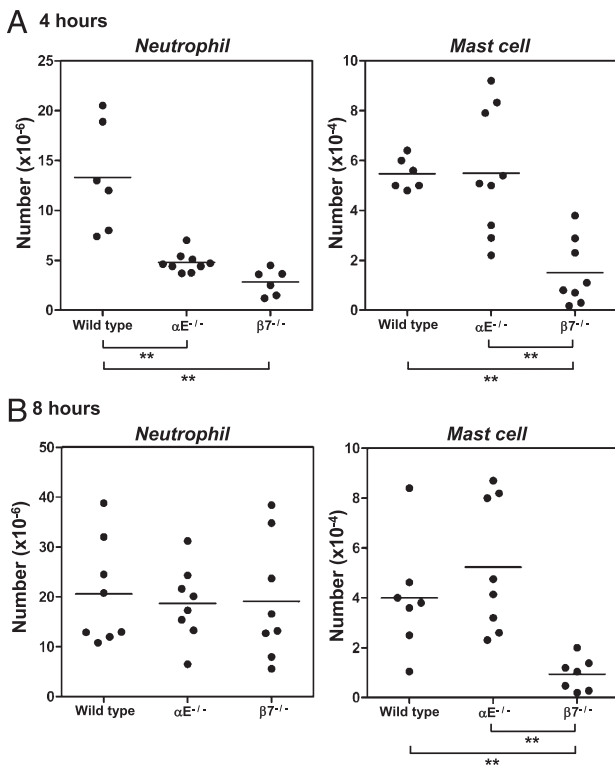 A 4 hours
Neutrophil
Mast cell
Number (x10⁻⁶)
25
20
15
10
5
0
Wild type αE⁻/⁻ β7⁻/⁻
**
**
Number (x10⁻⁴)
10
8
6
4
2
0
Wild type αE⁻/⁻ β7⁻/⁻
**
**
B 8 hours
Neutrophil
Mast cell
Number (x10⁻⁶)
50
40
30
20
10
0
Wild type αE⁻/⁻ β7⁻/⁻
Number (x10⁻⁴)
10
8
6
4
2
0
Wild type αE⁻/⁻ β7⁻/⁻
**
**